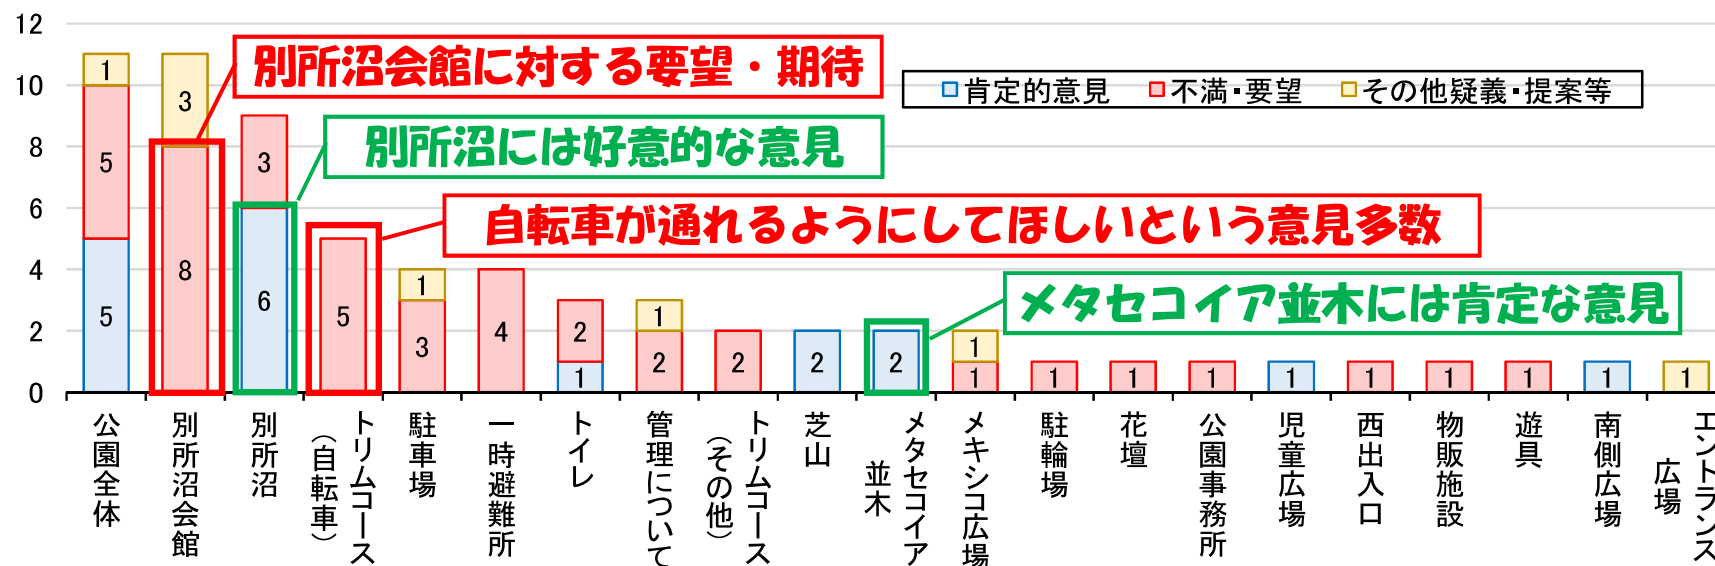 12
10
8
6
4
2
0
別所沼会館に対する要望・期待
■肯定的意見 ■不満・要望 ■その他疑義・提案等
別所沼には好意的な意見
自転車が通れるようにしてほしいという意見多数
メタセコイア並木には肯定な意見
1
5
5
3
8
3
6
5
1
3
4
2
1
1
2
2
2
2
1
1
1
1
1
1
1
1
1
1
1
公園全体
別所沼会館
別所沼
トリムコース
（自転車）
駐車場
一時避難所
トイレ
管理について
トリムコース
（その他）
芝山
メタセコイア
並木
メキシコ広場
駐輪場
花壇
公園事務所
児童広場
西出入口
物販施設
遊具
南側広場
エントランス
広場